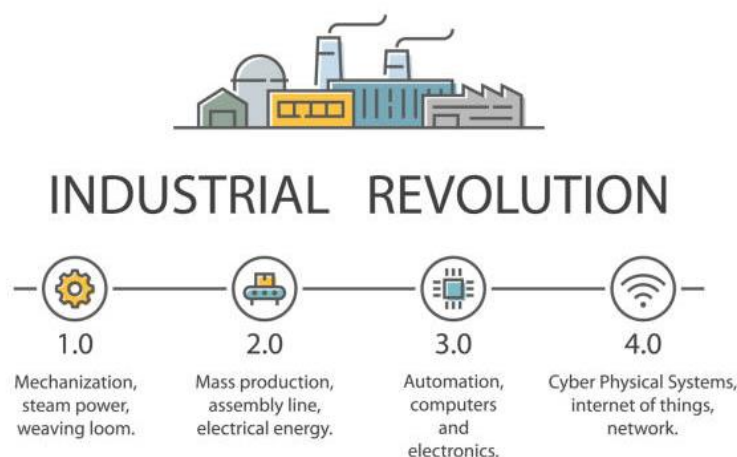 INDUSTRIAL REVOLUTION
1.0
Mechanization,
steam power,
weaving loom.
2.0
Mass production,
assembly line,
electrical energy.
3.0
Automation,
computers
and
electronics.
4.0
Cyber Physical Systems,
internet of things,
network.